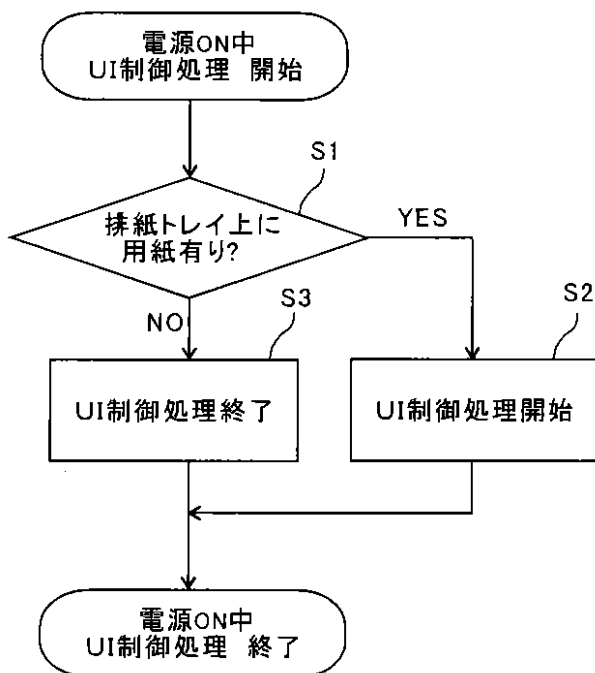 電源ON中
UI制御処理 開始
S1
排紙トレイ上に
用紙有り?
YES
NO
S3
S2
UI制御処理終了
UI制御処理開始
電源ON中
UI制御処理 終了